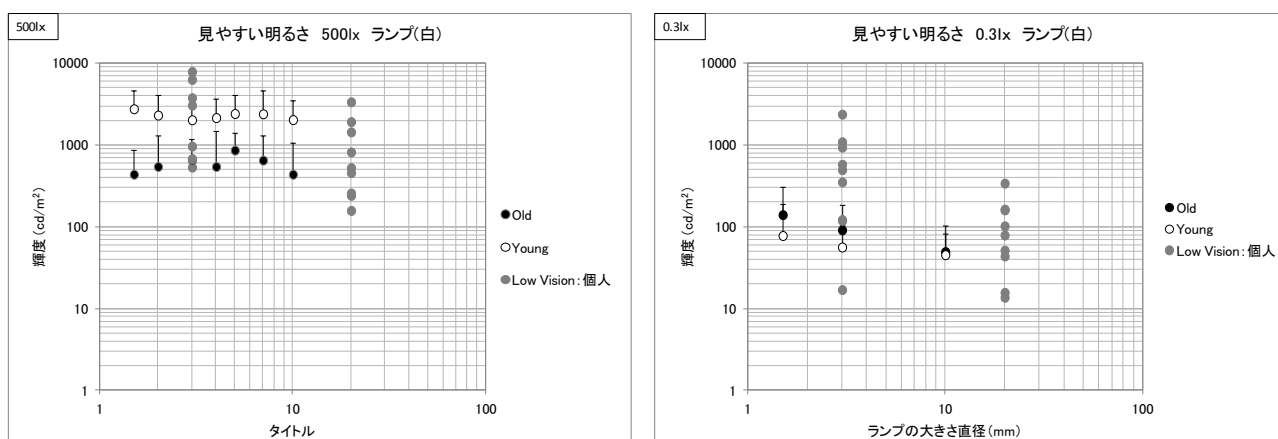 500lx
見やすい明るさ 500lx ランプ(白)
10000
1000
100
10
1
輝度(cd/m²)
1
10
100
タイトル
Old
Young
Low Vision:個人
0.3lx
見やすい明るさ 0.3lx ランプ(白)
10000
1000
100
10
1
輝度(cd/m²)
1
10
100
ランプの大きさ直径(mm)
Old
Young
Low Vision:個人